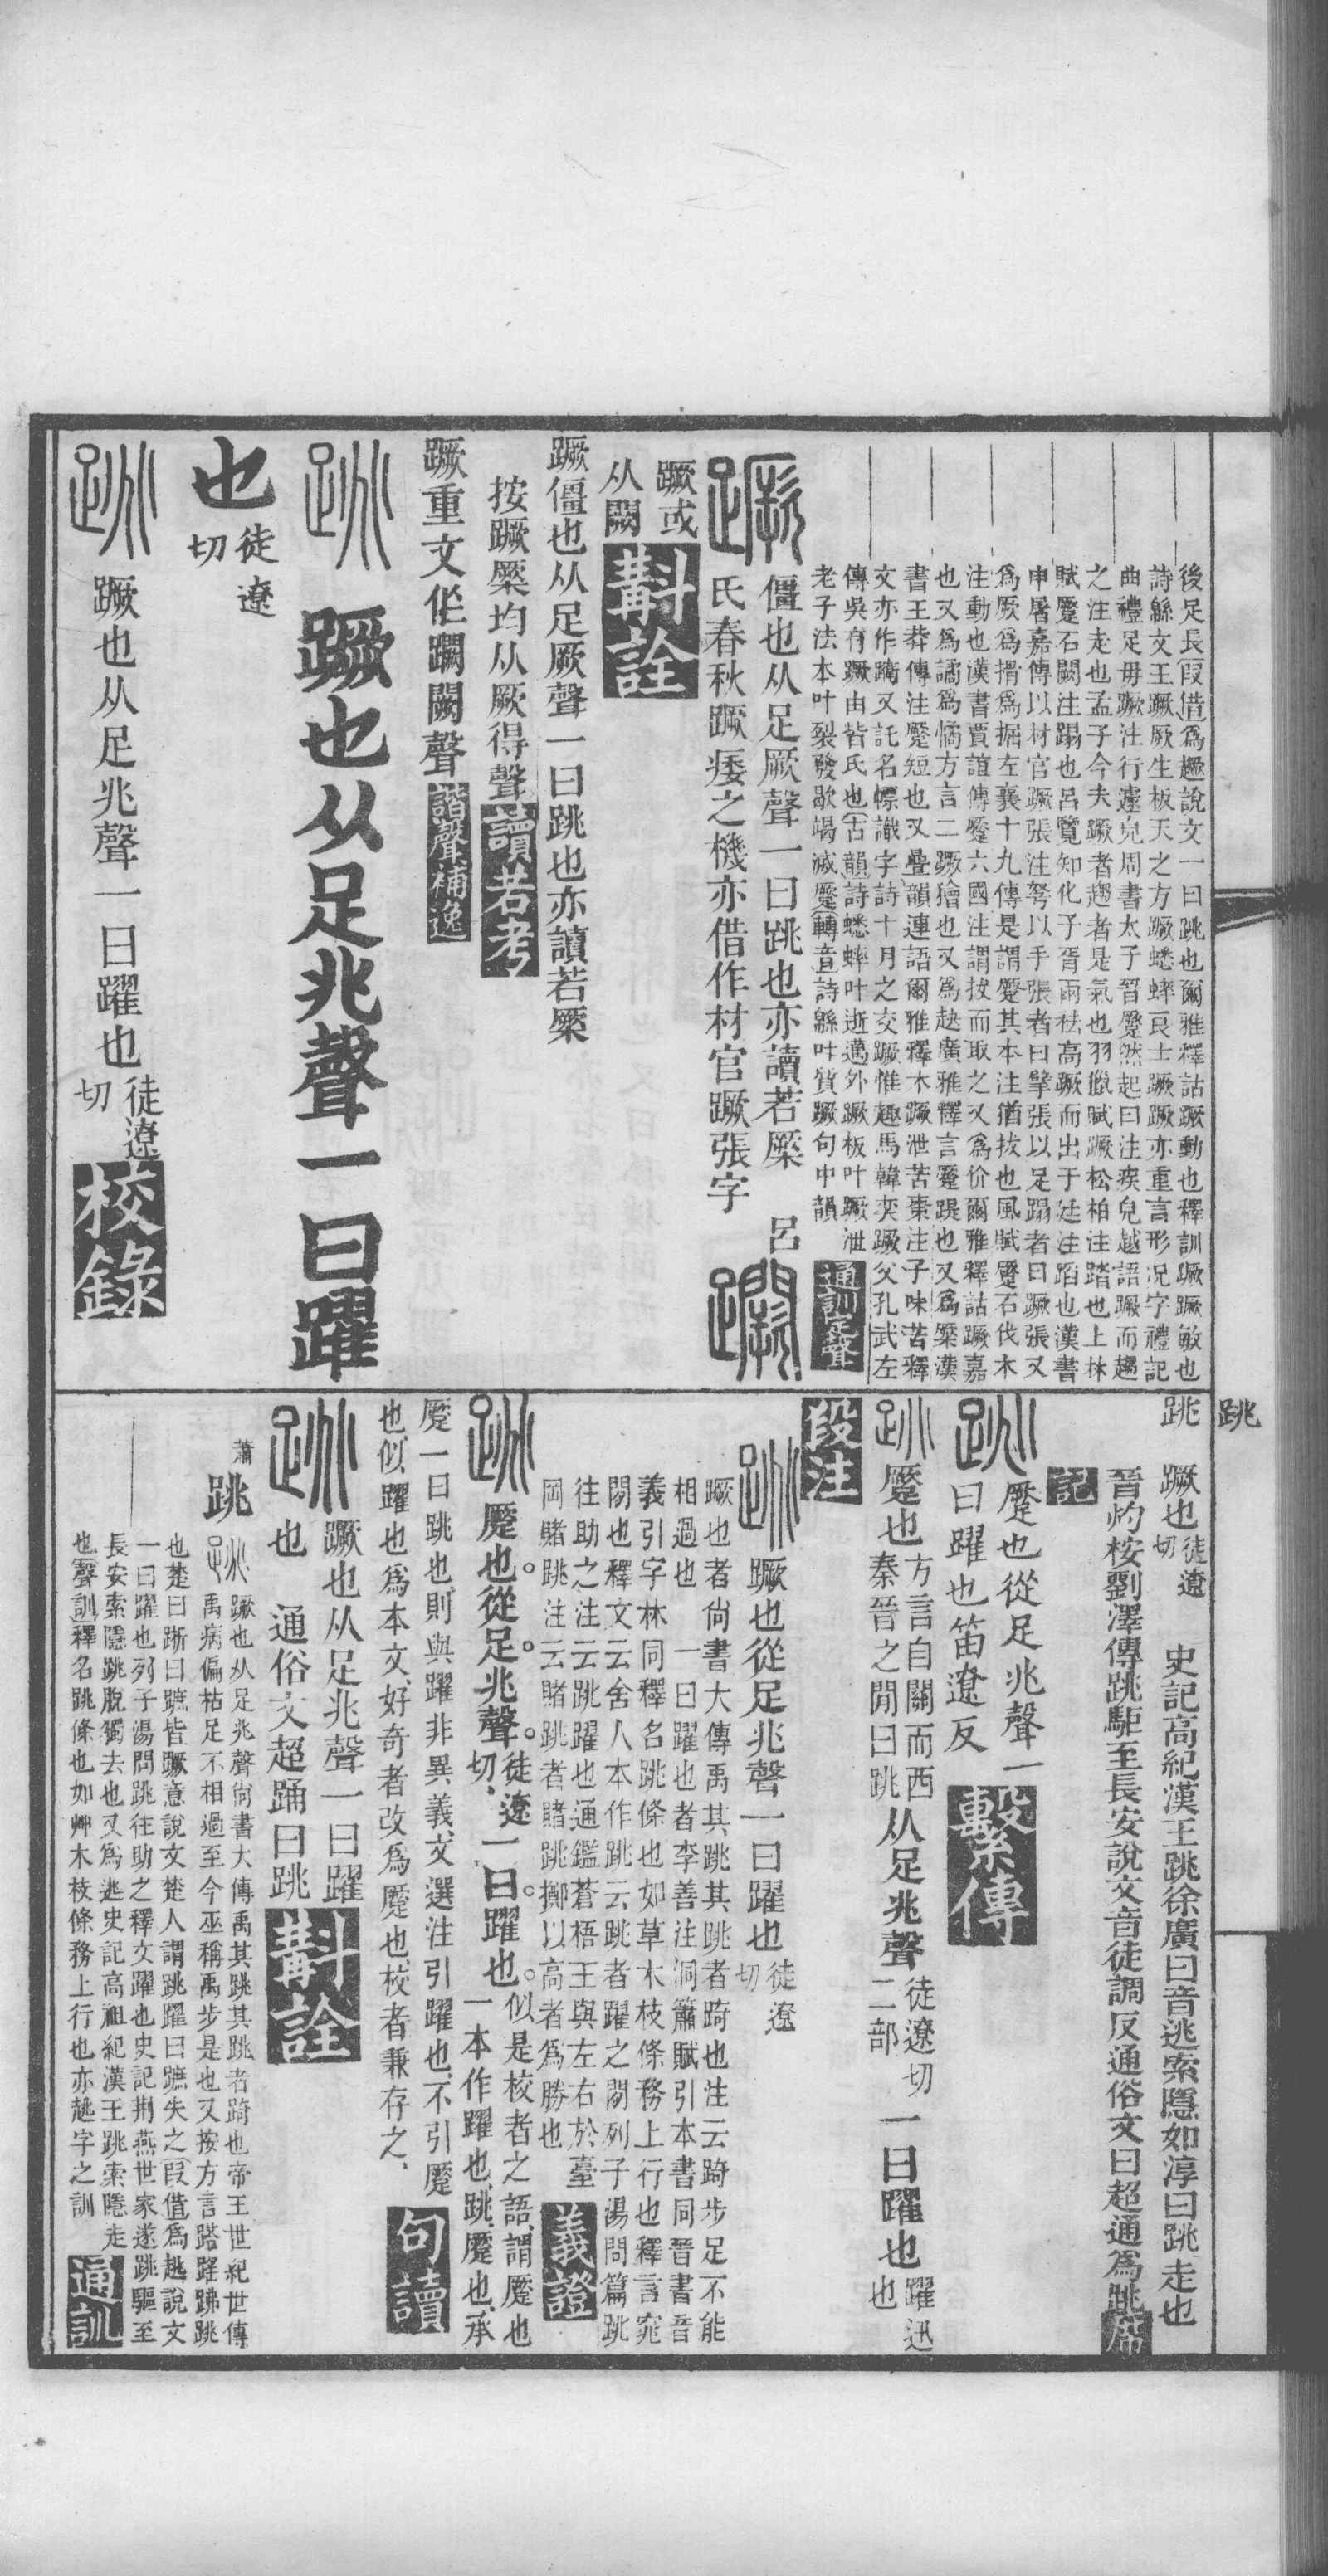 後足長(叚借)爲趣說文一曰跳也爾雅釋詁蹶動也釋訓蹶蹶敏也
詩緜文王蹶厥生板天之方蹶蟋蟀良士蹶蹶亦重言形況字禮記
曲禮足毋蹶注行遽皃周書太子晉蹷然起曰注疾皃越語蹶而趨
之注走也孟子今夫蹶者趨者是氣也羽獵賦蹶松柏注踏也上林
賦蹷石闕注蹋也呂覽知化子胥兩袪高蹶而出于廷注蹈也漢書
申屠嘉傳以材官蹶張注弩以手張者曰擘張以足蹋者曰蹶張又
爲厥爲搰爲掘左襄十九傳是謂蹷其本注猶拔也風賦蹷石伐木
注動也漢書賈誼傳蹷六國注謂拔而取之又爲价爾雅釋詁蹶嘉
也又爲譎爲憰方言二蹶獪也又爲赽廣雅釋言蹷踶也又爲橜漢
書王莽傳注蹷短也又疊韻連語爾雅釋木蹶泄苦棗注子味苦釋
文亦作𨇮又託名幖識字詩十月之交蹶惟趣馬韓奕蹶父孔武左
傳吳有蹶由皆氏也(古韻)詩蟋蟀叶逝邁外蹶板叶蹶泄
老子法本叶裂發歇竭滅蹷(轉音)詩緜叶質蹶句中韻
通訓定聲
僵也从足厥聲一曰跳也亦讀若橜 呂
氏春秋蹶痿之機亦借作材官蹶張字
蹶或
从闕
斠詮
蹶僵也从足厥聲一曰跳也亦讀若橜
按蹶橜均从厥得聲讀若考
蹶重文作𨇮闕聲諧聲補逸
蹶也从足兆聲一曰躍
也徒遼
切
蹶也从足兆聲一曰躍也徒遼
切校錄
跳
跳 蹶也徒遼
切 史記高紀漢王跳徐廣曰音逃索隱如淳曰跳走也
晉灼桉劉澤傳跳駈至長安說文音徒調反通俗文曰超通爲跳席
記
蹷也從足兆聲一
曰躍也笛遼反繫傳
蹷也方言自關而西
秦晉之閒曰跳从足兆聲徒遼切
二部一曰躍也躍迅
也
段注
蹶也從足兆聲一曰躍也徒遼
切
蹶也者尚書大傳禹其跳其跳者踦也注云踦步足不能
相過也 一曰躍也者李善注洞簫賦引本書同晉書音
義引字林同釋名跳條也如草木枝條務上行也釋言窕
閒也釋文云舍人本作跳云跳者躍之閒列子湯問篇跳
往助之注云跳躍也通鑑蒼梧王與左右於臺
岡賭跳注云賭跳者賭跳擲以高者爲勝也義證
蹷也。從足。兆聲。徒遼
切、一曰躍也。似是校者之語、謂蹷也
一本作躍也、跳、蹷也、承
蹷一曰跳也、則與躍非異義、文選注引躍也、不引蹷
也、似躍也爲本文、好奇者改爲蹷也、校者兼存之、句讀
蹶也从足兆聲一曰躍
也 通俗文超踊曰跳斠詮
蕭
跳
蹶也从足兆聲尚書大傳禹其跳其跳者踦也帝王世紀世傳
禹病偏枯足不相過至今巫稱禹步是也又按方言踏䠛跳
也楚曰䟷曰蹠皆蹶意說文楚人謂跳躍曰蹠失之(叚借)爲趒說文
一曰躍也列子湯問跳往助之釋文躍也史記荆燕世家遂跳驅至
長安索隱跳脫獨去也又爲逃史記高祖紀漢王跳索隱走
也(聲訓)釋名跳條也如艸木枝條務上行也亦趒字之訓通訓